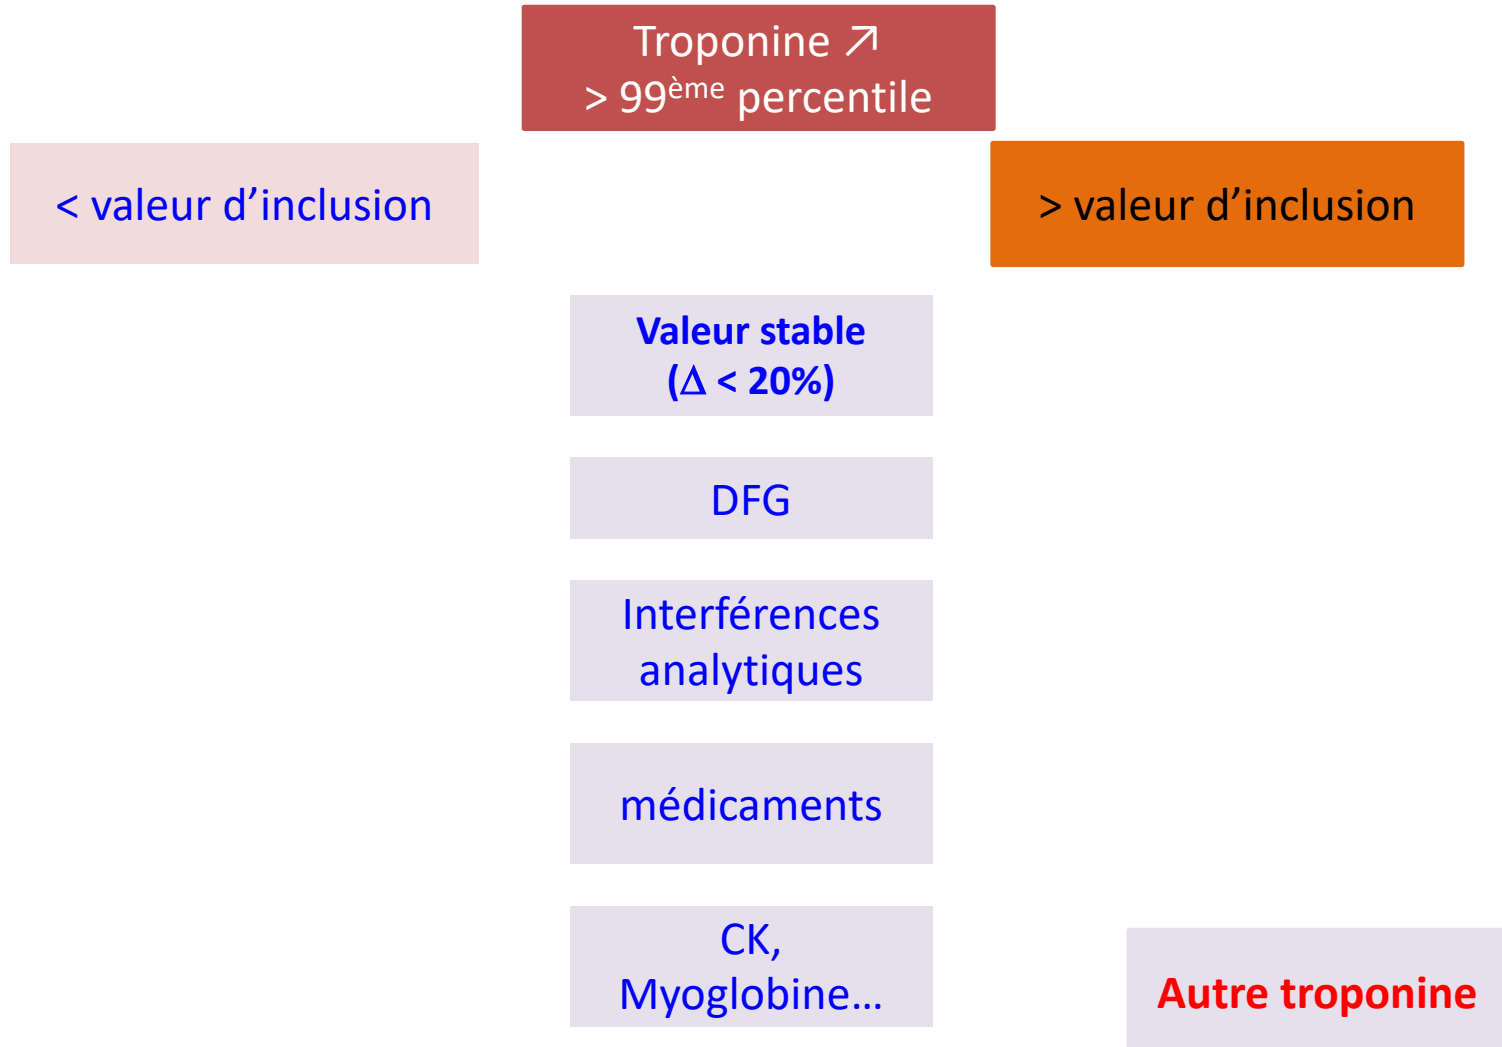 Troponine ↗
> 99ème percentile
< valeur d’inclusion
> valeur d’inclusion
Valeur stable
(Δ < 20%)
DFG
Interférences
analytiques
médicaments
CK,
Myoglobine…
Autre troponine